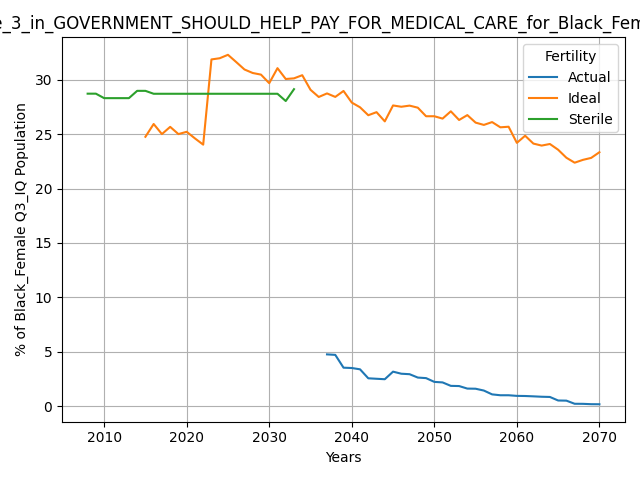 e_3_in_GOVERNMENT_SHOULD_HELP_PAY_FOR_MEDICAL_CARE_for_Black_Fem
Fertility
Actual
Ideal
Sterile
% of Black_Female Q3_IQ Population
30
25
20
15
10
5
0
2010 2020 2030 2040 2050 2060 2070
Years